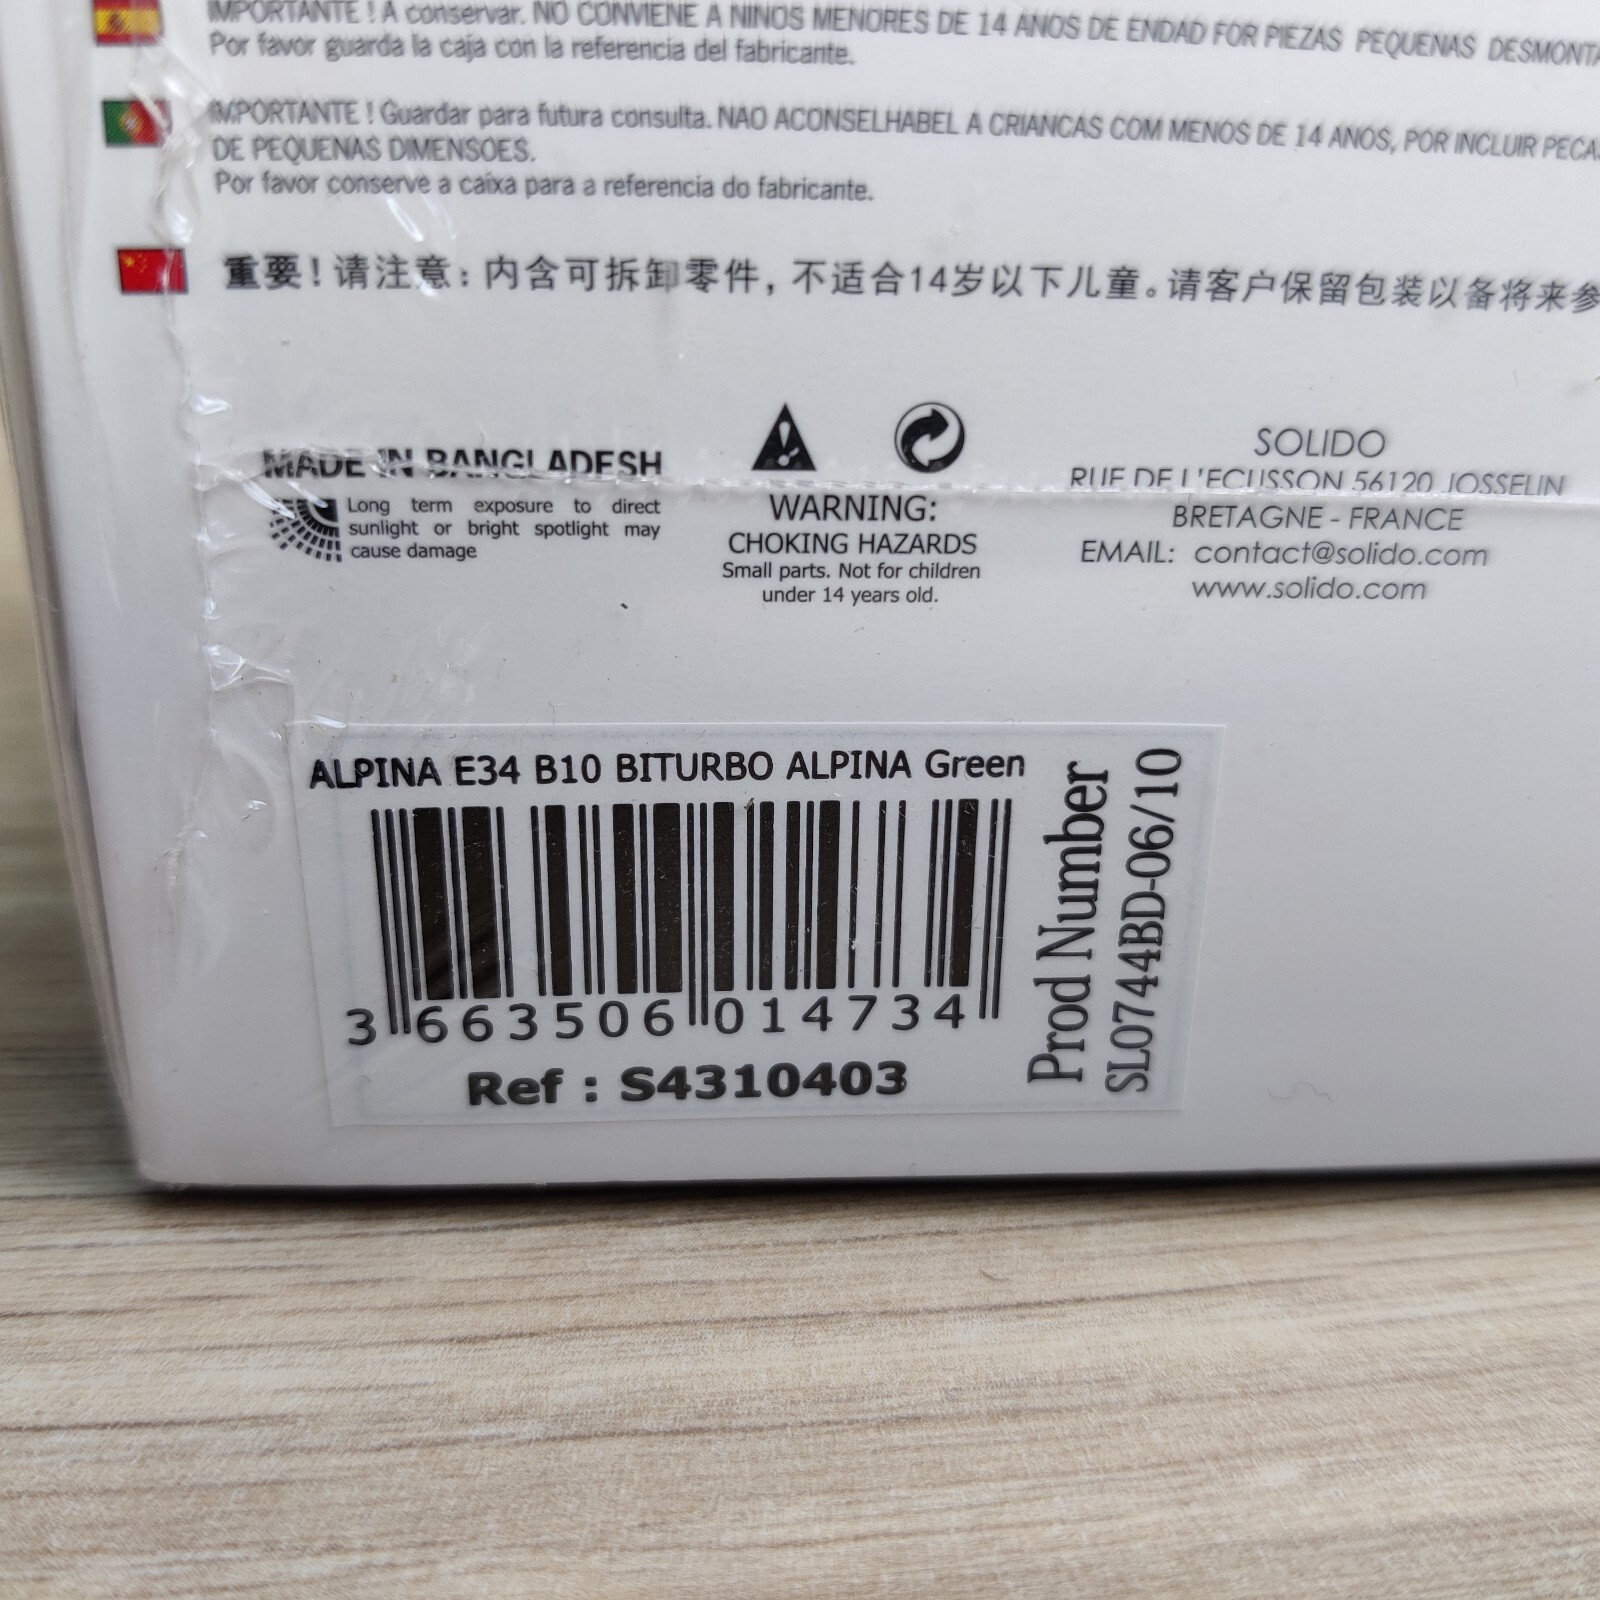 IMPORTANTE ! A conservar. NO CONVIENE A NINOS MENORES DE 14 ANOS DE ENDAD FOR PIEZAS PEQUENAS
Por favor guarda la caja con la referencia del fabricante.
IMPORTANTE ! Guardar para futura consulta. NAO ACONSELHABEL A CRIANCAS COM MENOS DE 14 ANOS, POR INCLUIR PECAS
DE PEQUENAS DIMENSOES.
Por favor conserve a caixa para a referencia do fabricante.
重要！请注意：内含可拆卸零件，不适合14岁以下儿童。请客户保留包装以备将来参
MADE IN BANGLADESH
Long term exposure to direct
sunlight or bright spotlight may
cause damage
WARNING:
CHOKING HAZARDS
Small parts. Not for children
under 14 years old.
SOLIDO
RUE DE L'ECUSSON 56120 JOSSELIN
BRETAGNE - FRANCE
EMAIL: contact@solido.com
www.solido.com
ALPINA E34 B10 BITURBO ALPINA Green
3 663506 014734
Ref : S4310403
Prod Number
SL0744BD-06/10